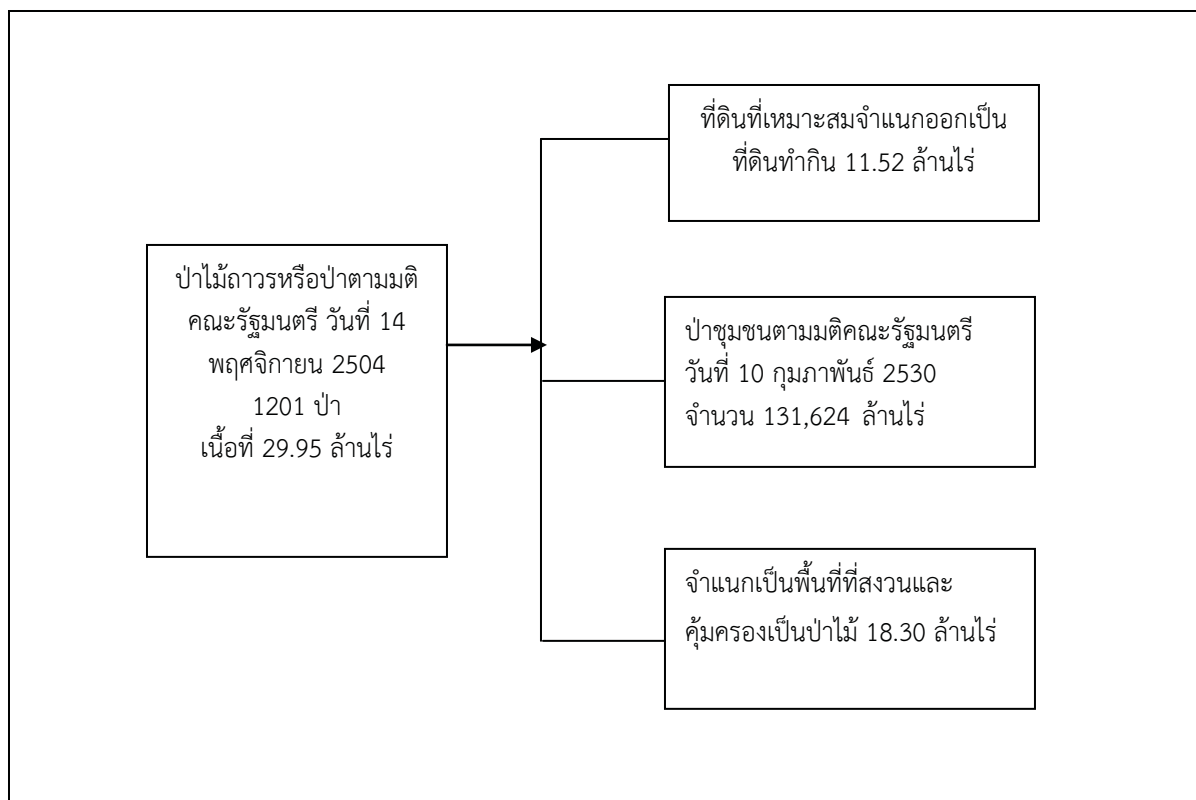 ที่ดินที่เหมาะสมจำแนกออกเป็น
ที่ดินทำกิน 11.52 ล้านไร่
ป่าไม้ถาวรหรือป่าตามมติ
คณะรัฐมนตรี วันที่ 14
พฤศจิกายน 2504
1201 ป่า
เนื้อที่ 29.95 ล้านไร่
ป่าชุมชนตามมติคณะรัฐมนตรี
วันที่ 10 กุมภาพันธ์ 2530
จำนวน 131,624 ล้านไร่
จำแนกเป็นพื้นที่ที่สงวนและ
คุ้มครองเป็นป่าไม้ 18.30 ล้านไร่